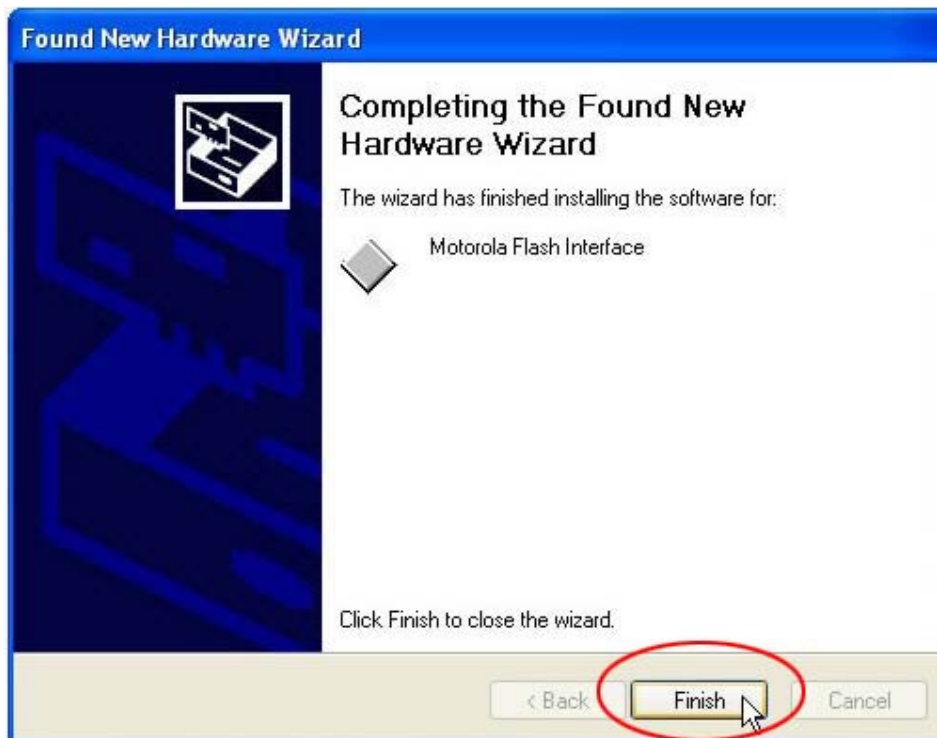 Found New Hardware Wizard
Completing the Found New
Hardware Wizard
The wizard has finished installing the software for:
Motorola Flash Interface
Click Finish to close the wizard.
< Back
Finish
Cancel